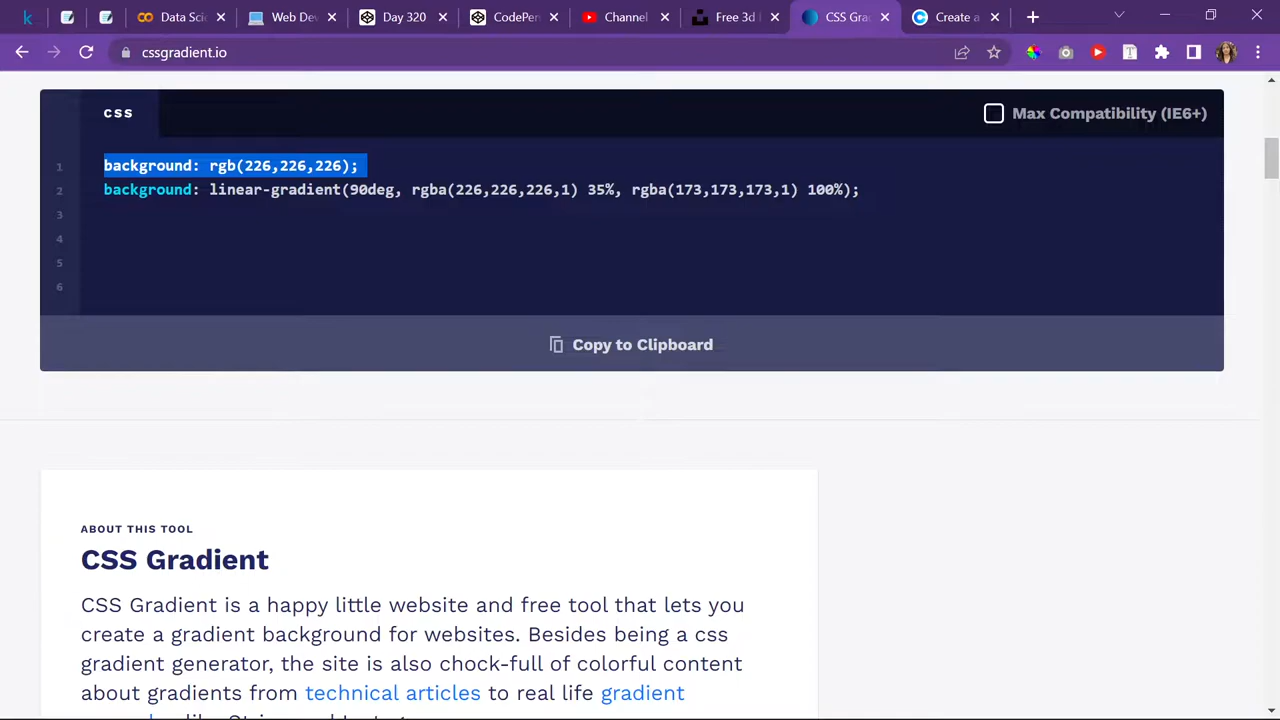 Data Sci
Web Dev
Day 320
CodePen
Channel
Free 3d
CSS Gra
Create a
cssgradient.io
CSS
Max Compatibility (IE6+)
1 background: rgb(226,226,226);
2 background: linear-gradient(90deg, rgba(226,226,226,1) 35%, rgba(173,173,173,1) 100%);
3
4
5
6
Copy to Clipboard
ABOUT THIS TOOL
CSS Gradient
CSS Gradient is a happy little website and free tool that lets you
create a gradient background for websites. Besides being a css
gradient generator, the site is also chock-full of colorful content
about gradients from technical articles to real life gradient